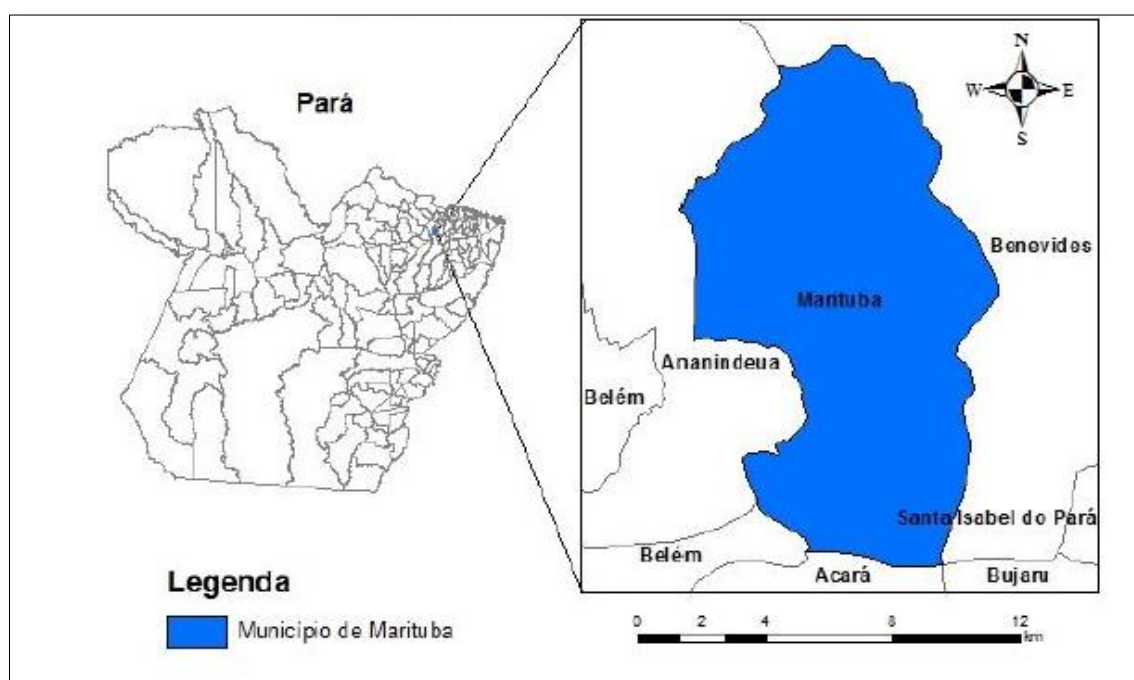 Pará
N
W E
S
Benevides
Marituba
Ananindeua
Belém
Santa Isabel do Pará
Belém
Acará
Bujaru
Legenda
Município de Marituba
0 2 4 8 12
km